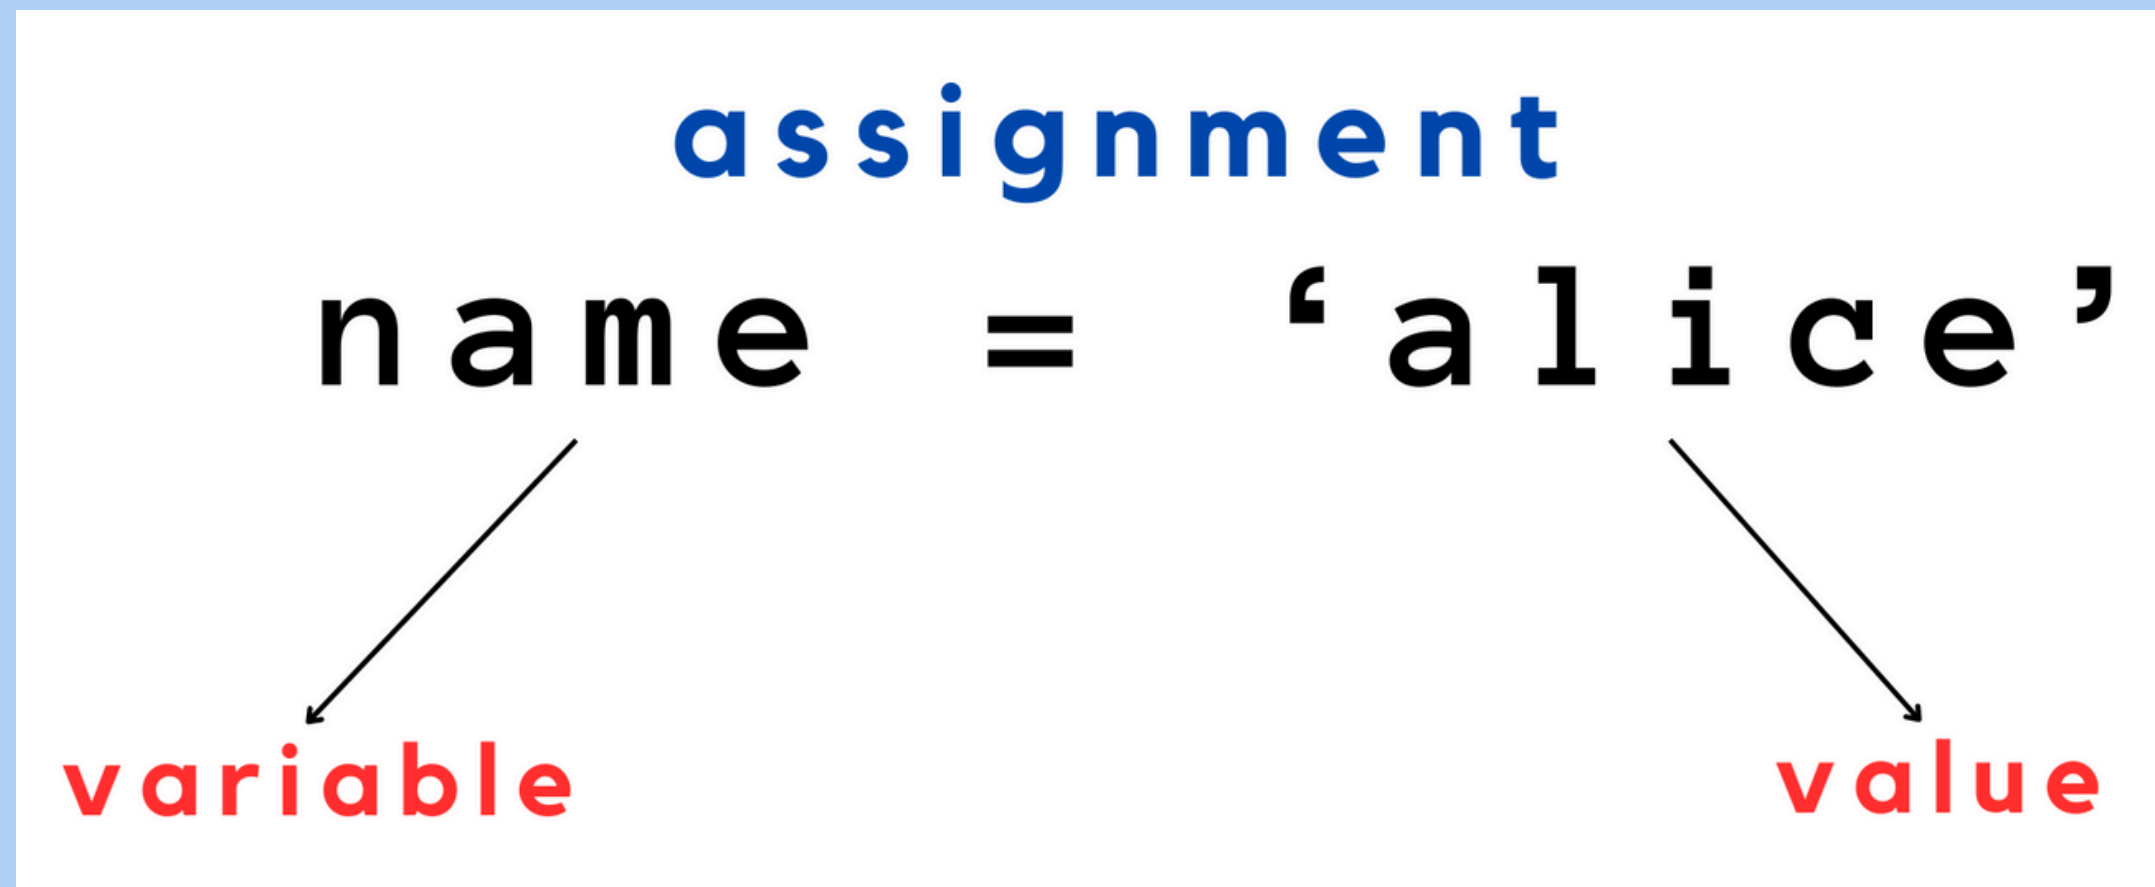 assignment
name = ‘alice’
variable
value